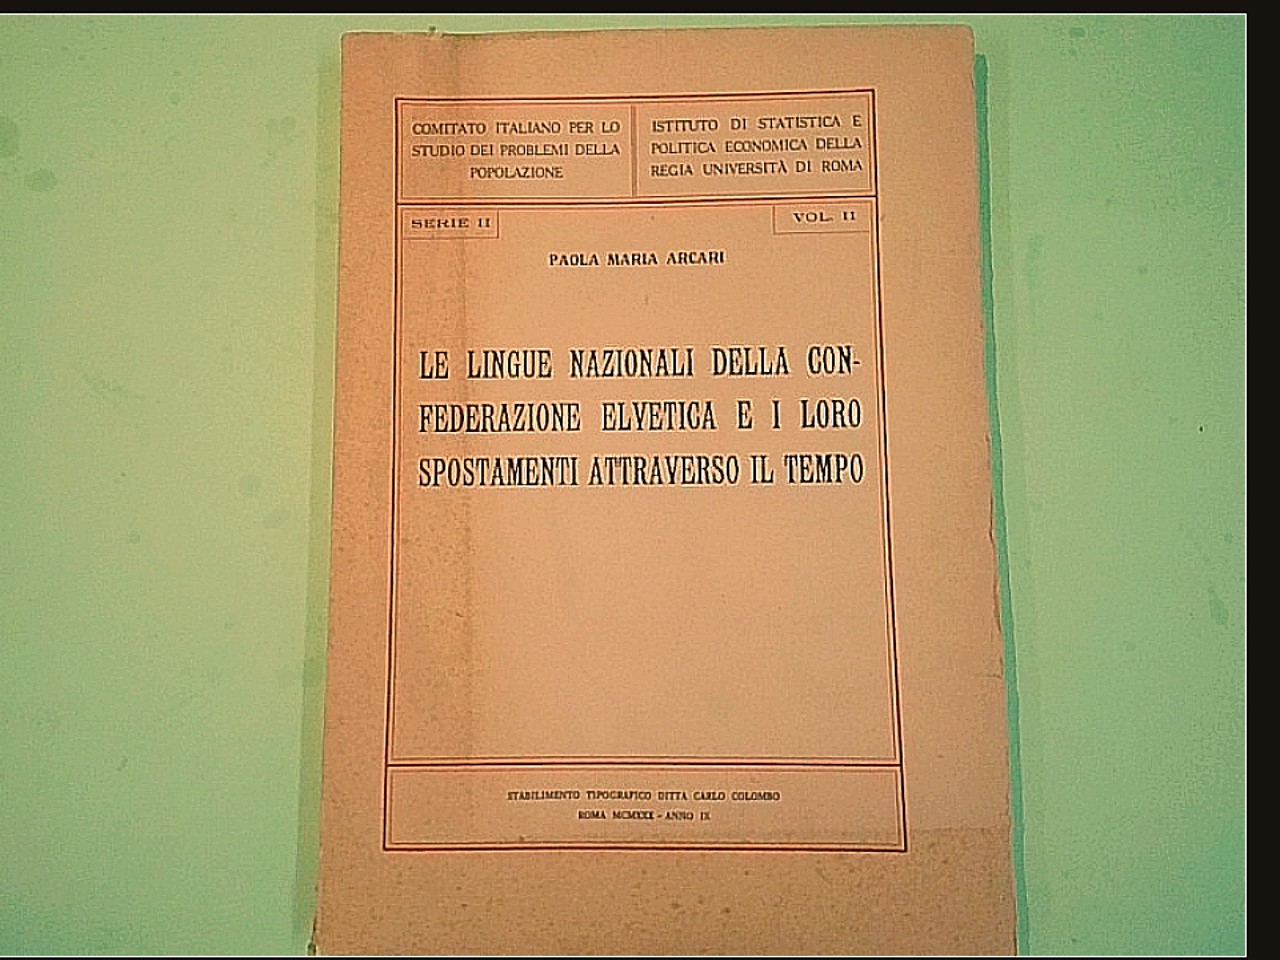 COMITATO ITALIANO PER LO
STUDIO DEI PROBLEMI DELLA
POPOLAZIONE
ISTITUTO DI STATISTICA E
POLITICA ECONOMICA DELLA
REGIA UNIVERSITÀ DI ROMA
SERIE II
VOL. II
PAOLA MARIA ARCARI
LE LINGUE NAZIONALI DELLA CON-
FEDERAZIONE ELVETICA E I LORO
SPOSTAMENTI ATTRAVERSO IL TEMPO
STABILIMENTO TIPOGRAFICO DITTA CARLO COLOMBO
ROMA MCMXXX - ANNO IX